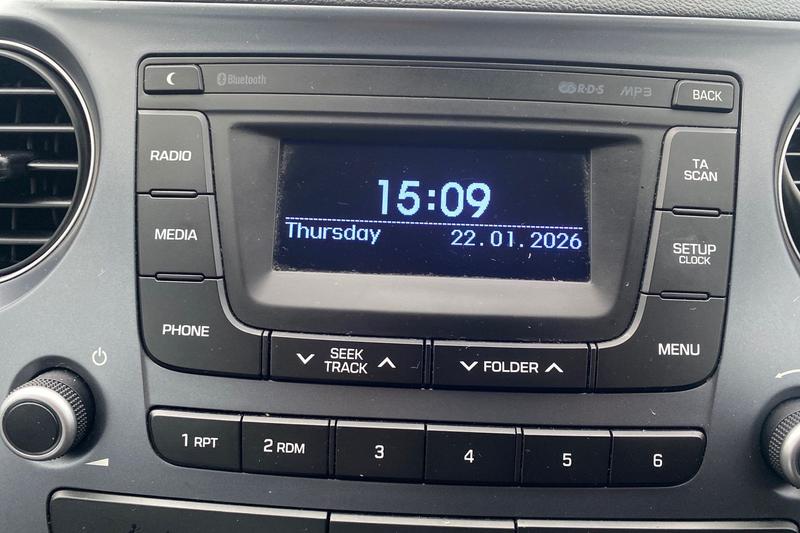 Bluetooth
R·D·S MP3
BACK
RADIO
MEDIA
PHONE
15:09
Thursday 22.01.2026
TA
SCAN
SETUP
CLOCK
MENU
SEEK
TRACK
FOLDER
1 RPT
2 RDM
3
4
5
6